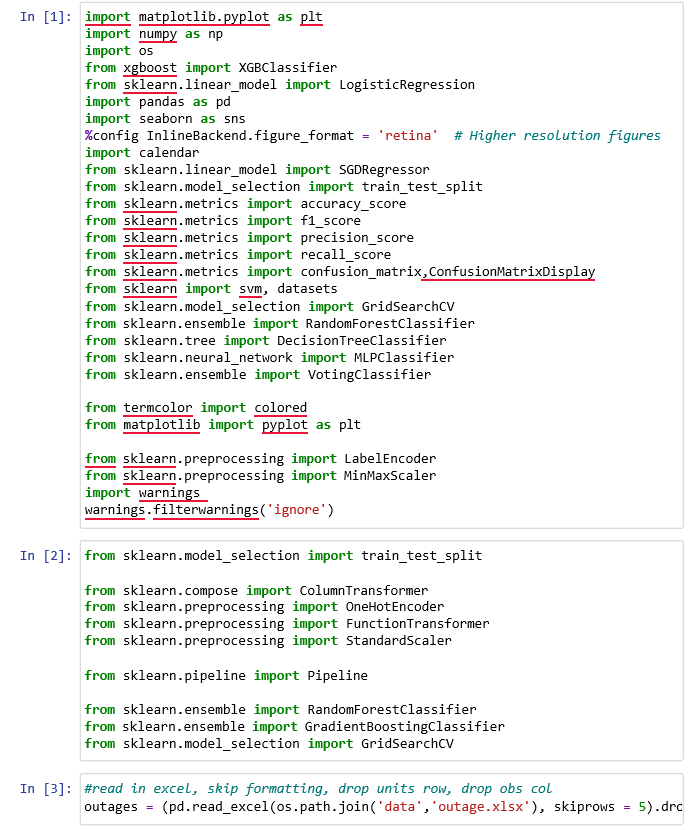 In [1]: import matplotlib.pyplot as plt
import numpy as np
import os
from xgboost import XGBClassifier
from sklearn.linear_model import LogisticRegression
import pandas as pd
import seaborn as sns
%config InlineBackend.figure_format = 'retina'  # Higher resolution figures
import calendar
from sklearn.linear_model import SGDRegressor
from sklearn.model_selection import train_test_split
from sklearn.metrics import accuracy_score
from sklearn.metrics import f1_score
from sklearn.metrics import precision_score
from sklearn.metrics import recall_score
from sklearn.metrics import confusion_matrix,ConfusionMatrixDisplay
from sklearn import svm, datasets
from sklearn.model_selection import GridSearchCV
from sklearn.ensemble import RandomForestClassifier
from sklearn.tree import DecisionTreeClassifier
from sklearn.neural_network import MLPClassifier
from sklearn.ensemble import VotingClassifier
from termcolor import colored
from matplotlib import pyplot as plt
from sklearn.preprocessing import LabelEncoder
from sklearn.preprocessing import MinMaxScaler
import warnings
warnings.filterwarnings('ignore')
In [2]: from sklearn.model_selection import train_test_split
from sklearn.compose import ColumnTransformer
from sklearn.preprocessing import OneHotEncoder
from sklearn.preprocessing import FunctionTransformer
from sklearn.preprocessing import StandardScaler
from sklearn.pipeline import Pipeline
from sklearn.ensemble import RandomForestClassifier
from sklearn.ensemble import GradientBoostingClassifier
from sklearn.model_selection import GridSearchCV
In [3]: #read in excel, skip formatting, drop units row, drop obs col
outages = (pd.read_excel(os.path.join('data','outage.xlsx'), skiprows = 5).dro